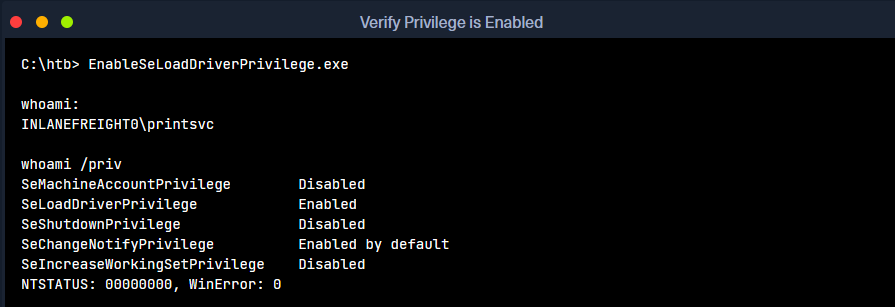 Verify Privilege is Enabled
C:\htb> EnableSeLoadDriverPrivilege.exe
whoami:
INLANEFREIGHT0\printsvc
whoami /priv
SeMachineAccountPrivilege        Disabled
SeLoadDriverPrivilege            Enabled
SeShutdownPrivilege              Disabled
SeChangeNotifyPrivilege          Enabled by default
SeIncreaseWorkingSetPrivilege    Disabled
NTSTATUS: 00000000, WinError: 0